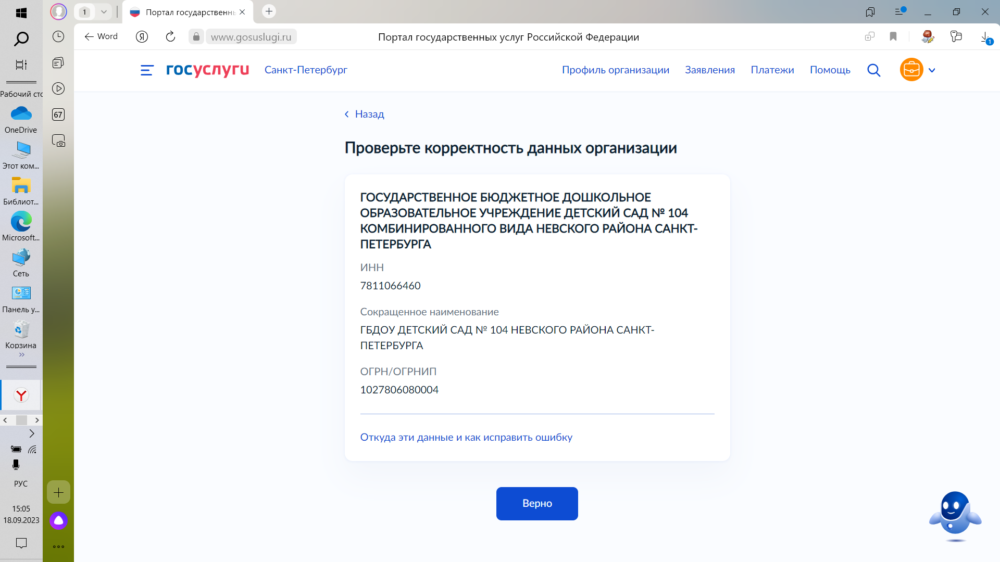 1
Портал государственн
Word
Я
www.gosuslugi.ru
Портал государственных услуг Российской Федерации
1
госуслуги
Санкт-Петербург
Профиль организации
Заявления
Платежи
Помощь
Рабочий сто
OneDrive
Этот ком...
Библиот...
Microsoft...
Сеть
Панель у...
Корзина
67
РУС
15:05
18.09.2023
Назад
Проверьте корректность данных организации
ГОСУДАРСТВЕННОЕ БЮДЖЕТНОЕ ДОШКОЛЬНОЕ
ОБРАЗОВАТЕЛЬНОЕ УЧРЕЖДЕНИЕ ДЕТСКИЙ САД № 104
КОМБИНИРОВАННОГО ВИДА НЕВСКОГО РАЙОНА САНКТ-
ПЕТЕРБУРГА
ИНН
7811066460
Сокращенное наименование
ГБДОУ ДЕТСКИЙ САД № 104 НЕВСКОГО РАЙОНА САНКТ-
ПЕТЕРБУРГА
ОГРН/ОГРНИП
1027806080004
Откуда эти данные и как исправить ошибку
Верно